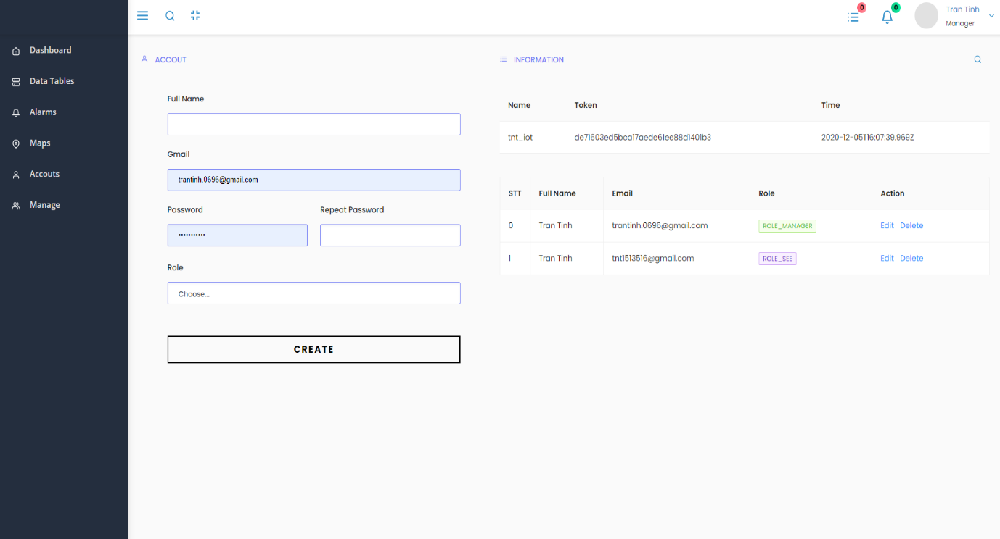 0
0
Tran Tinh
Manager
Dashboard
Data Tables
Alarms
Maps
Accouts
Manage
ACCOUT
Full Name
Gmail
trantinh.0696@gmail.com
Password
Repeat Password
•••••••••••
Role
Choose...
CREATE
INFORMATION
Name Token Time
tnt_iot de71603ed5bca17aede61ee88d1401b3 2020-12-05T16:07:39.969Z
STT Full Name Email Role Action
0 Tran Tinh trantinh.0696@gmail.com ROLE_MANAGER Edit Delete
1 Tran Tinh tnt1513516@gmail.com ROLE_SEE Edit Delete